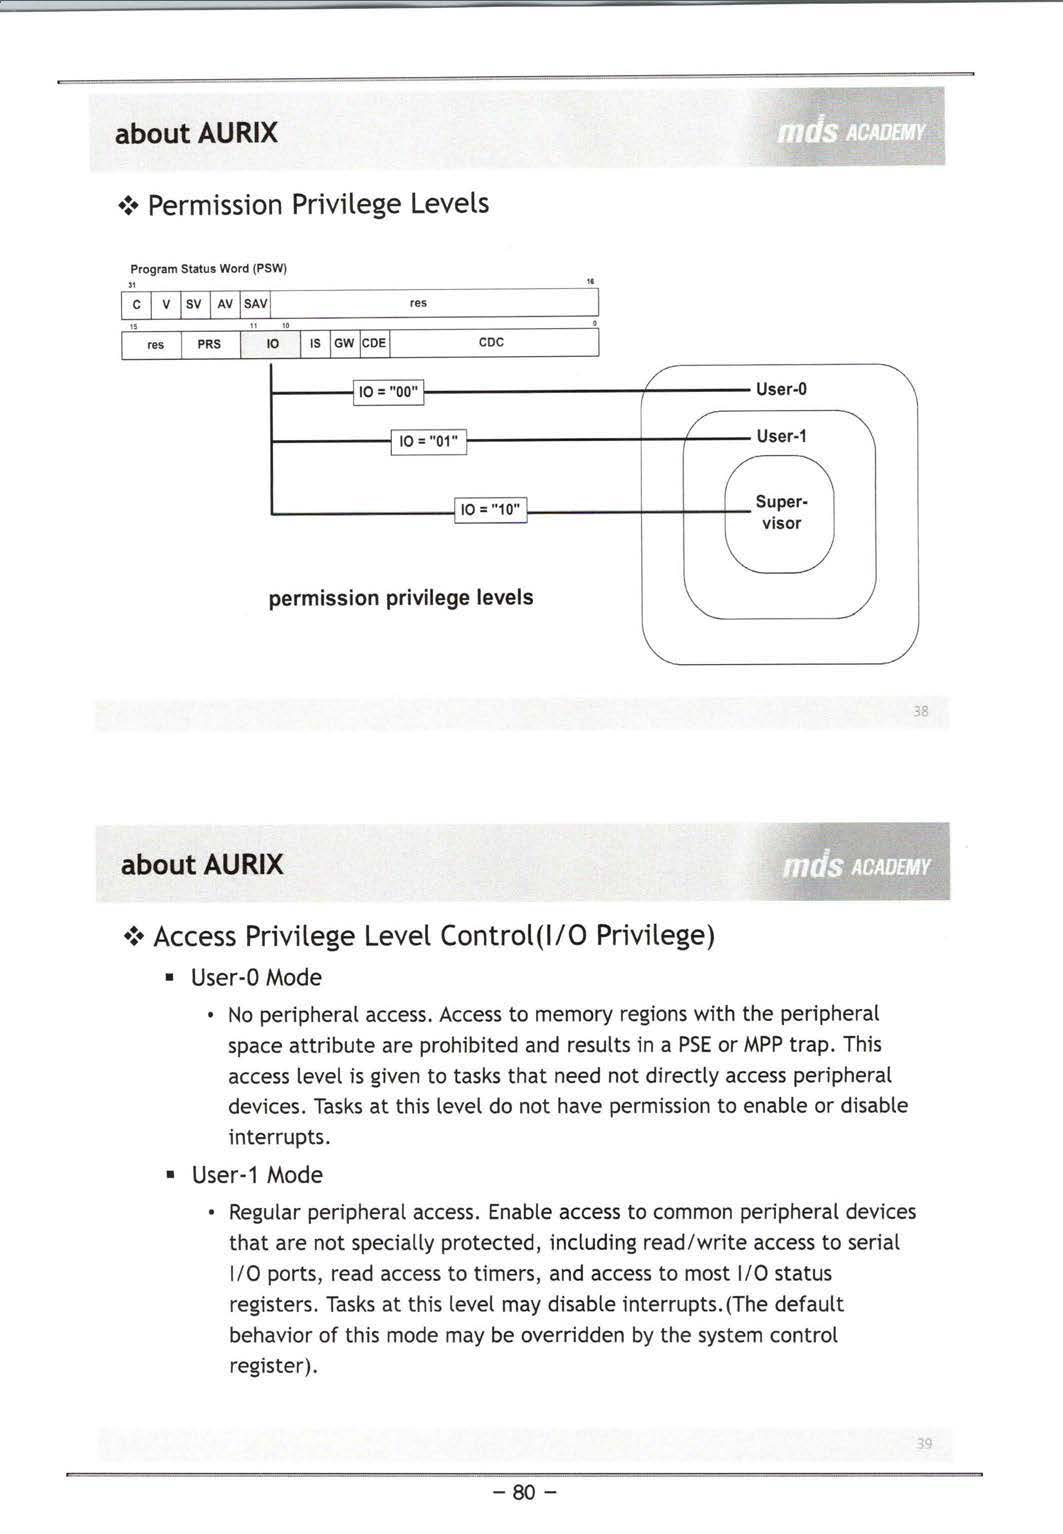 about AURIX
mds ACADEMY
❖ Permission Privilege Levels
Program Status Word (PSW)
31 16
C V SV AV SAV res
15 11 10 0
res PRS IO IS GW CDE CDC
IO = "00" User-0
IO = "01" User-1
IO = "10" Super-
visor
permission privilege levels
38
about AURIX
mds ACADEMY
❖ Access Privilege Level Control(I/O Privilege)
▪ User-0 Mode
• No peripheral access. Access to memory regions with the peripheral
space attribute are prohibited and results in a PSE or MPP trap. This
access level is given to tasks that need not directly access peripheral
devices. Tasks at this level do not have permission to enable or disable
interrupts.
▪ User-1 Mode
• Regular peripheral access. Enable access to common peripheral devices
that are not specially protected, including read/write access to serial
I/O ports, read access to timers, and access to most I/O status
registers. Tasks at this level may disable interrupts.(The default
behavior of this mode may be overridden by the system control
register).
39
– 80 –